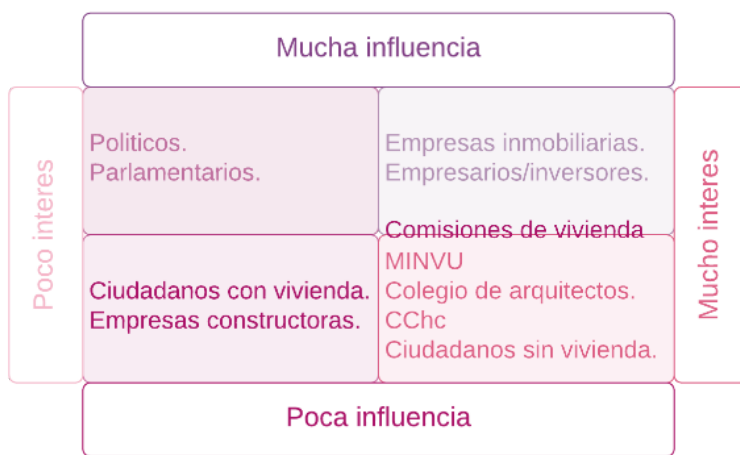 Mucha influencia
Poco interes
Politicos.
Parlamentarios.
Empresas inmobiliarias.
Empresarios/inversores.
Comisiones de vivienda
Ciudadanos con vivienda.
Empresas constructoras.
MINVU
Colegio de arquitectos.
CChc
Ciudadanos sin vivienda.
Mucho interes
Poca influencia